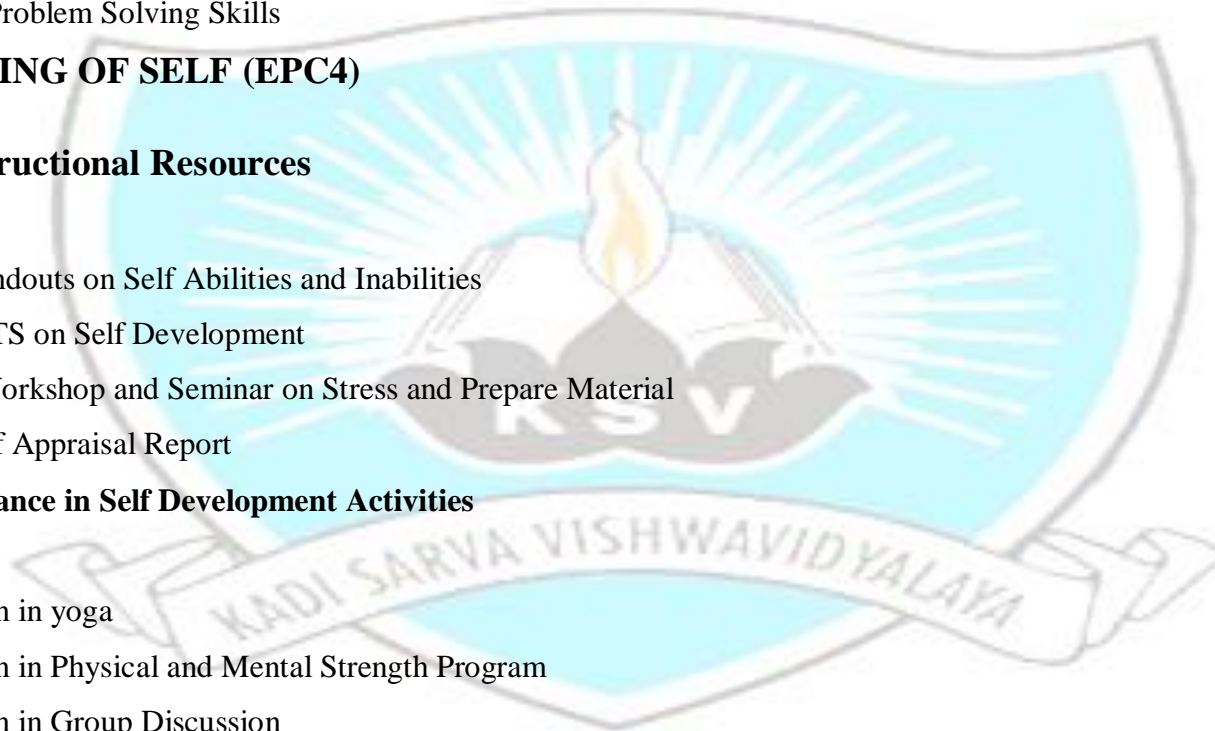 Problem Solving Skills
ING OF SELF (EPC4)
ructional Resources
ndouts on Self Abilities and Inabilities
TS on Self Development
Workshop and Seminar on Stress and Prepare Material
f Appraisal Report
ance in Self Development Activities
n in yoga
n in Physical and Mental Strength Program
n in Group Discussion
KSV
KADI SARVA VISHWAVIDYALAYA